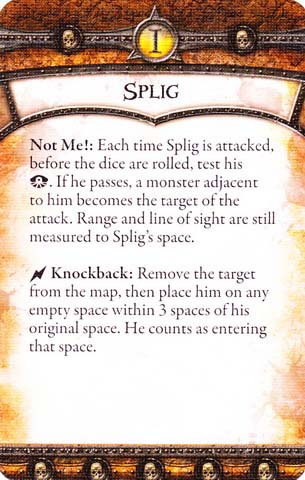 I
SPLIG
Not Me!: Each time Splig is attacked,
before the dice are rolled, test his
. If he passes, a monster adjacent
to him becomes the target of the
attack. Range and line of sight are still
measured to Splig's space.
Knockback: Remove the target
from the map, then place him on any
empty space within 3 spaces of his
original space. He counts as entering
that space.